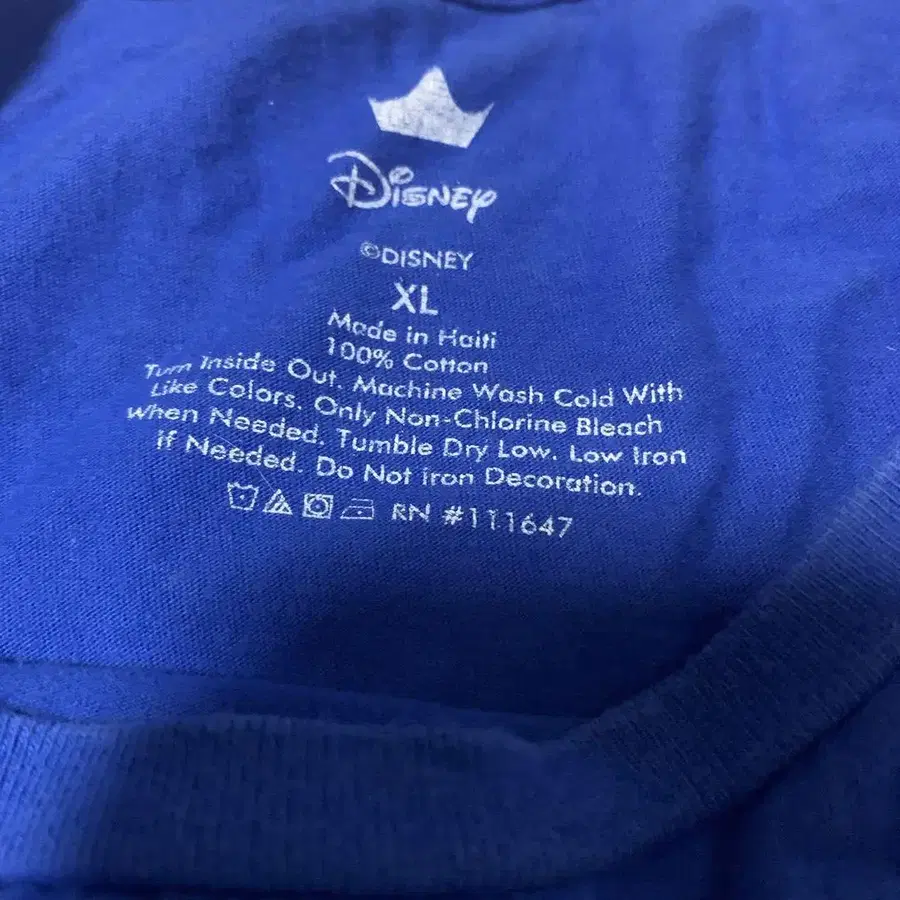 Disney
©DISNEY
XL
Made in Haiti
100% Cotton
Turn Inside Out. Machine Wash Cold With
Like Colors. Only Non-Chlorine Bleach
When Needed. Tumble Dry Low. Low Iron
if Needed. Do Not Iron Decoration.
RN #111647